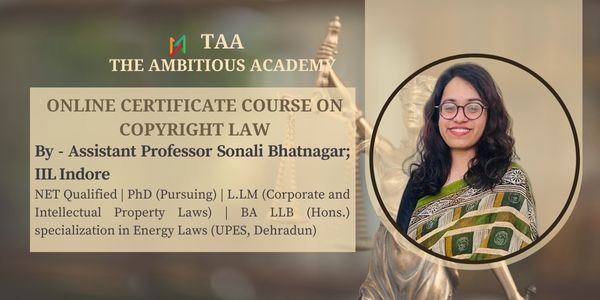 TAA
THE AMBITIOUS ACADEMY
ONLINE CERTIFICATE COURSE ON
COPYRIGHT LAW
By - Assistant Professor Sonali Bhatnagar;
IIL Indore
NET Qualified | PhD (Pursuing) | L.LM (Corporate and
Intellectual Property Laws) | BA LLB (Hons.)
specialization in Energy Laws (UPES, Dehradun)